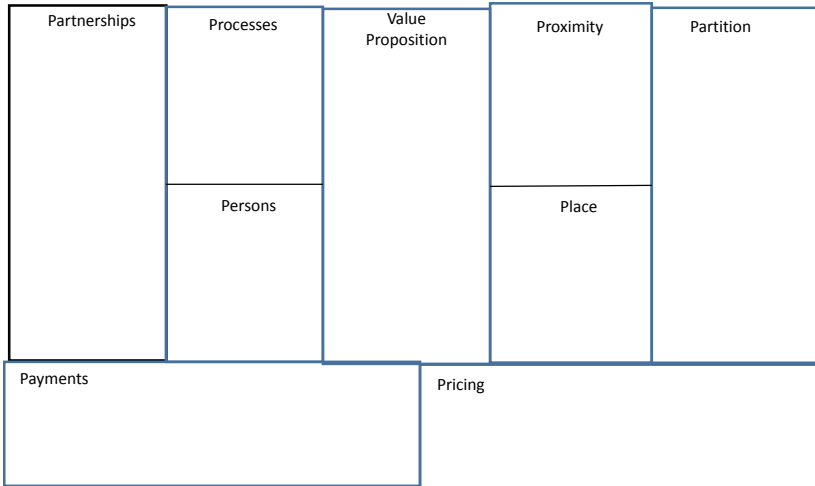 Partnerships
Processes
Value
Proposition
Proximity
Partition
Persons
Place
Payments
Pricing